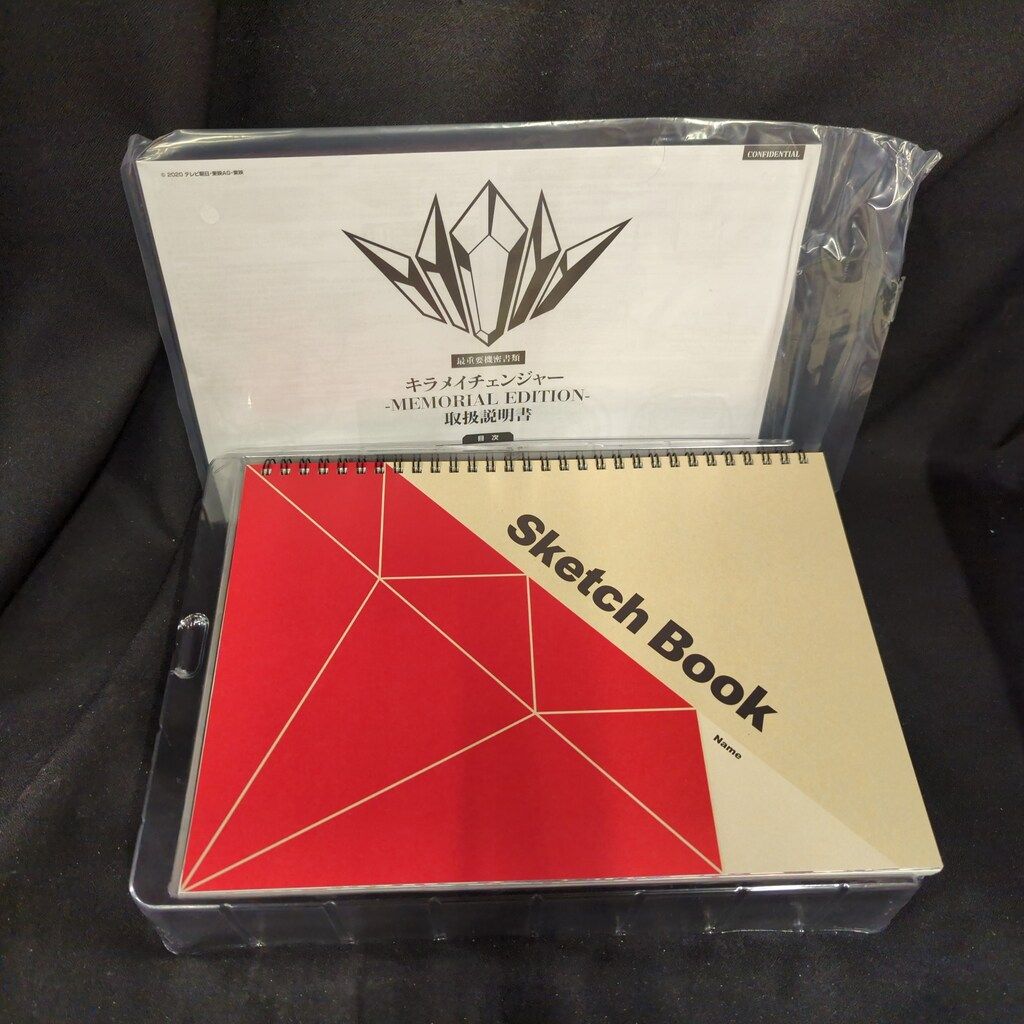 © 2020 テレビ朝日・東映AG・東映
CONFIDENTIAL
最重要機密書類
キラメイチェンジャー
-MEMORIAL EDITION-
取扱説明書
目次
Sketch Book
Name